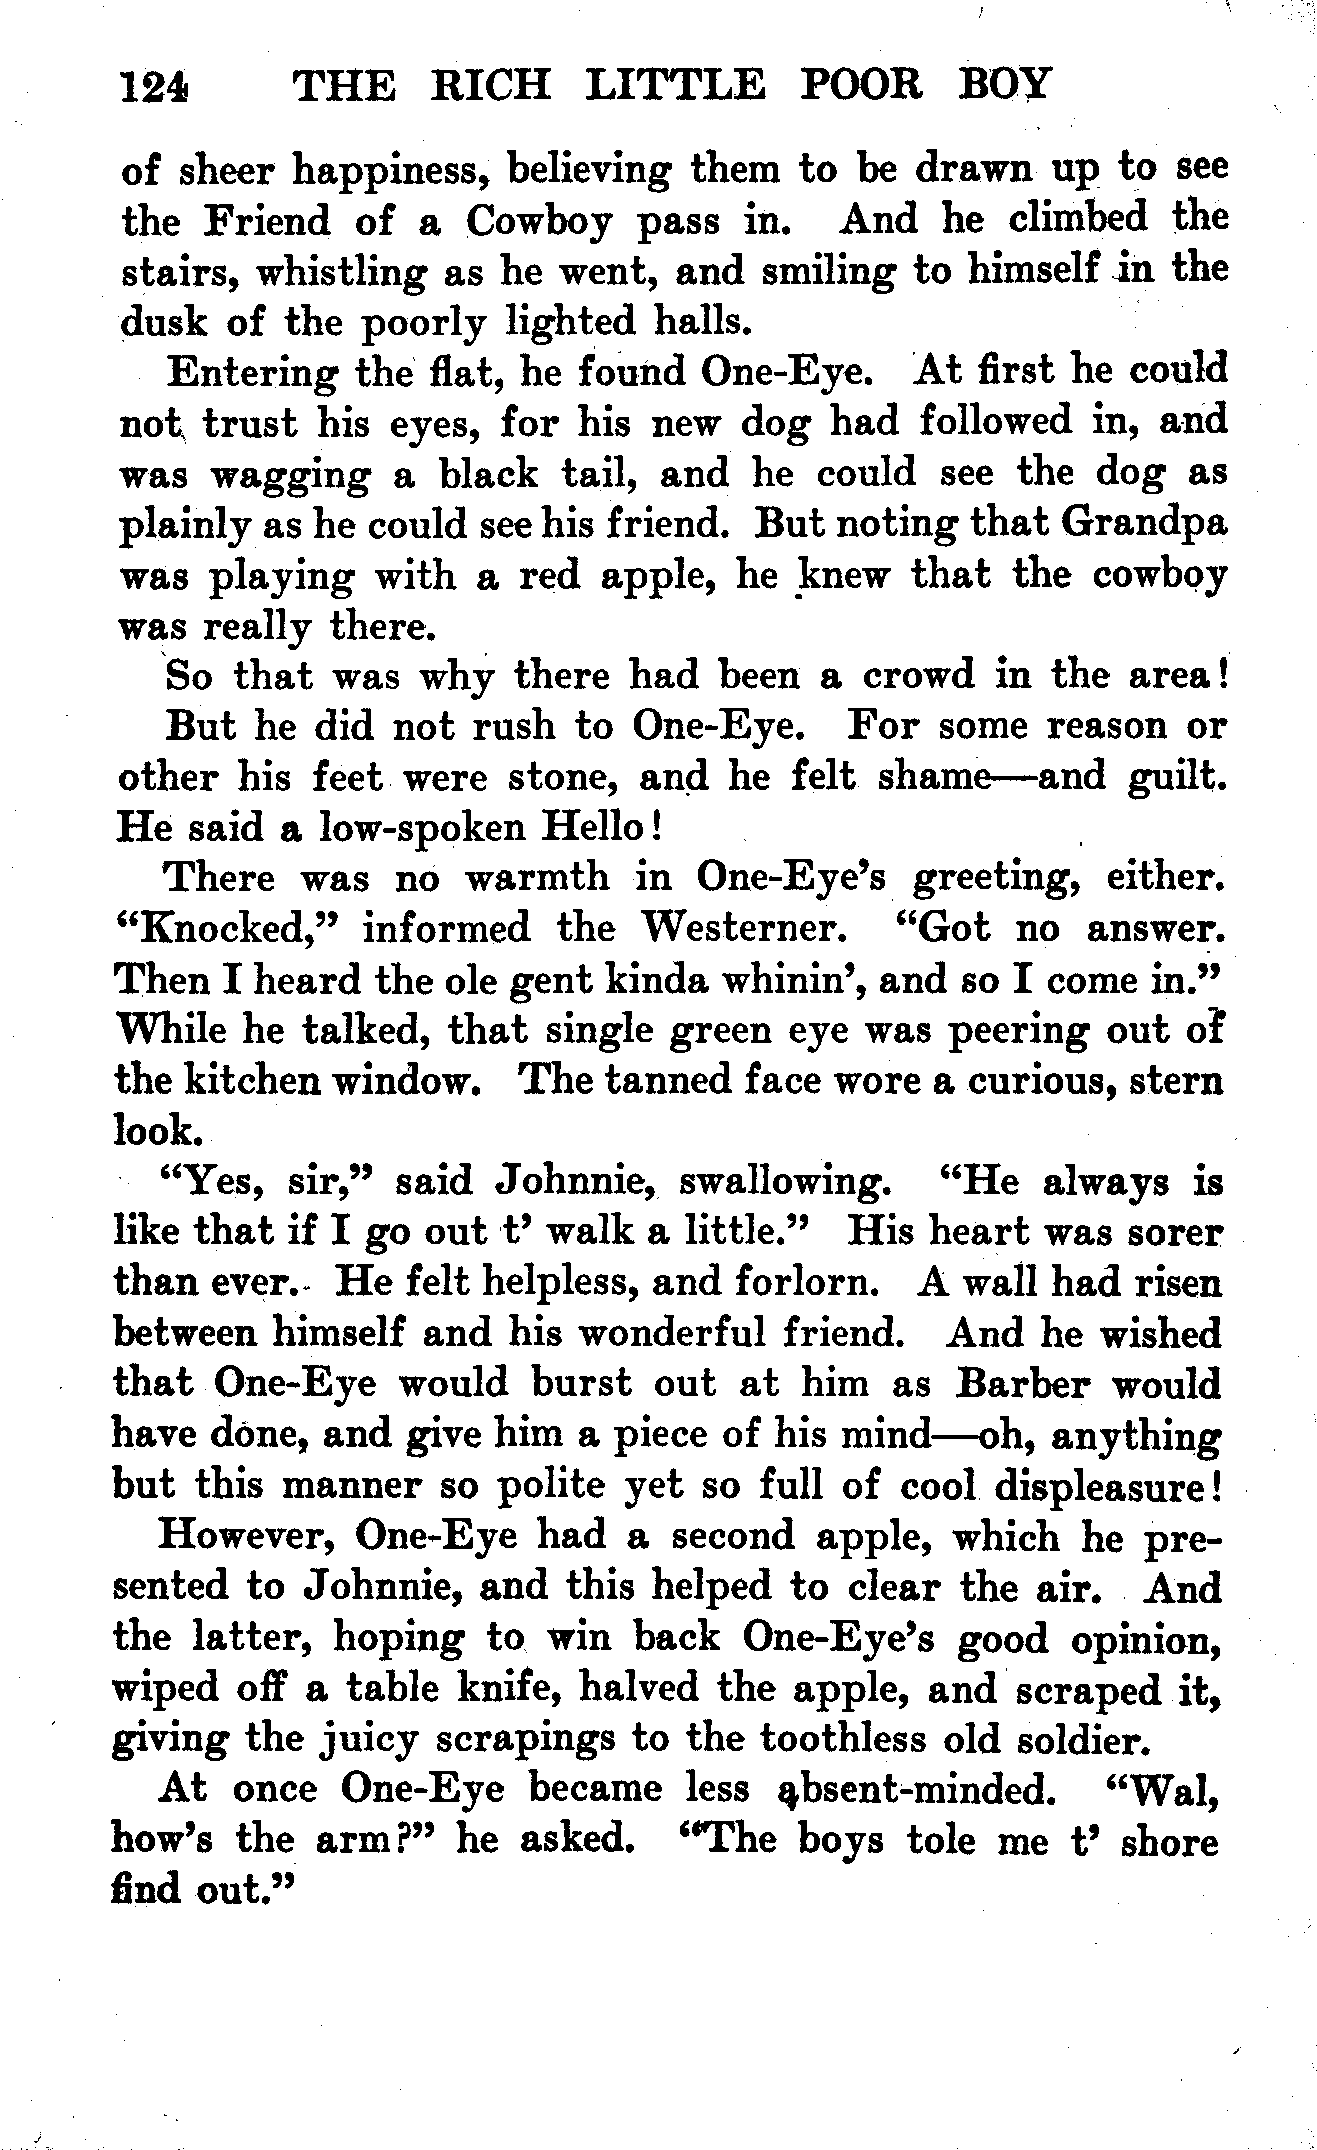 124 THE RICH LITTLE POOR BOY
of sheer happiness, believing them to be drawn up to see
the Friend of a Cowboy pass in. And he climbed the
stairs, whistling as he went, and smiling to himself in the
dusk of the poorly lighted halls.
Entering the flat, he found One-Eye. At first he could
not trust his eyes, for his new dog had followed in, and
was wagging a black tail, and he could see the dog as
plainly as he could see his friend. But noting that Grandpa
was playing with a red apple, he knew that the cowboy
was really there.
So that was why there had been a crowd in the area!
But he did not rush to One-Eye. For some reason or
other his feet were stone, and he felt shame—and guilt.
He said a low-spoken Hello!
There was no warmth in One-Eye's greeting, either.
“Knocked,” informed the Westerner. “Got no answer.
Then I heard the ole gent kinda whinin’, and so I come in.”
While he talked, that single green eye was peering out of
the kitchen window. The tanned face wore a curious, stern
look.
“Yes, sir,” said Johnnie, swallowing. “He always is
like that if I go out t’ walk a little.” His heart was sorer
than ever. He felt helpless, and forlorn. A wall had risen
between himself and his wonderful friend. And he wished
that One-Eye would burst out at him as Barber would
have done, and give him a piece of his mind—oh, anything
but this manner so polite yet so full of cool displeasure!
However, One-Eye had a second apple, which he pre-
sented to Johnnie, and this helped to clear the air. And
the latter, hoping to win back One-Eye’s good opinion,
wiped off a table knife, halved the apple, and scraped it,
giving the juicy scrapings to the toothless old soldier.
At once One-Eye became less absent-minded. “Wal,
how’s the arm?” he asked. “The boys tole me t’ shore
find out.”